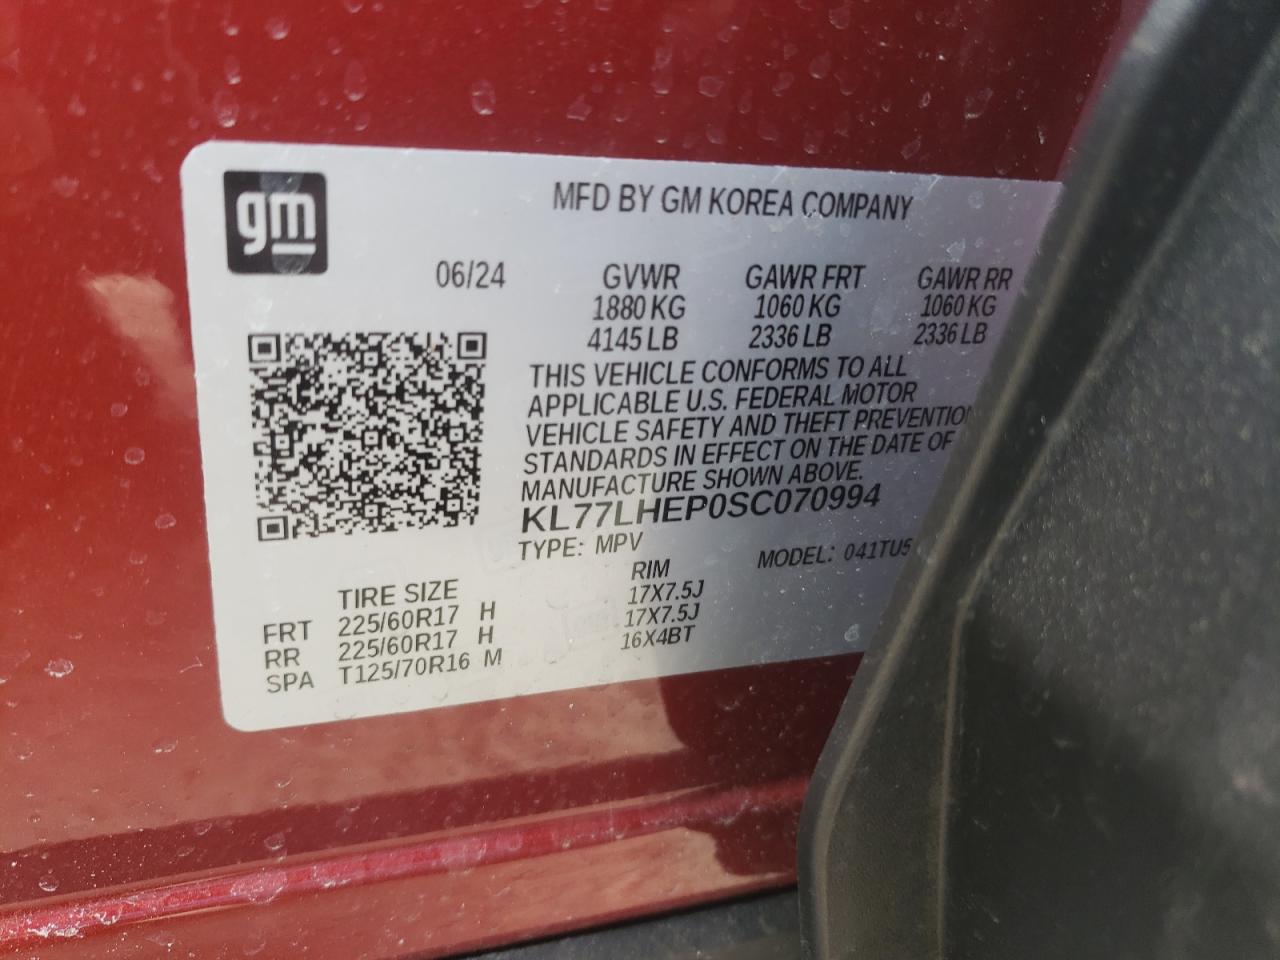 gm
MFD BY GM KOREA COMPANY
06/24 GVWR GAWR FRT GAWR RR
1880 KG 1060 KG 1060 KG
4145 LB 2336 LB 2336 LB
THIS VEHICLE CONFORMS TO ALL
APPLICABLE U.S. FEDERAL MOTOR
VEHICLE SAFETY AND THEFT PREVENTION
STANDARDS IN EFFECT ON THE DATE OF
MANUFACTURE SHOWN ABOVE.
KL77LHEP0SC070994
TYPE: MPV MODEL: 041TU5
TIRE SIZE RIM
FRT 225/60R17 H 17X7.5J
RR 225/60R17 H 17X7.5J
SPA T125/70R16 M 16X4BT